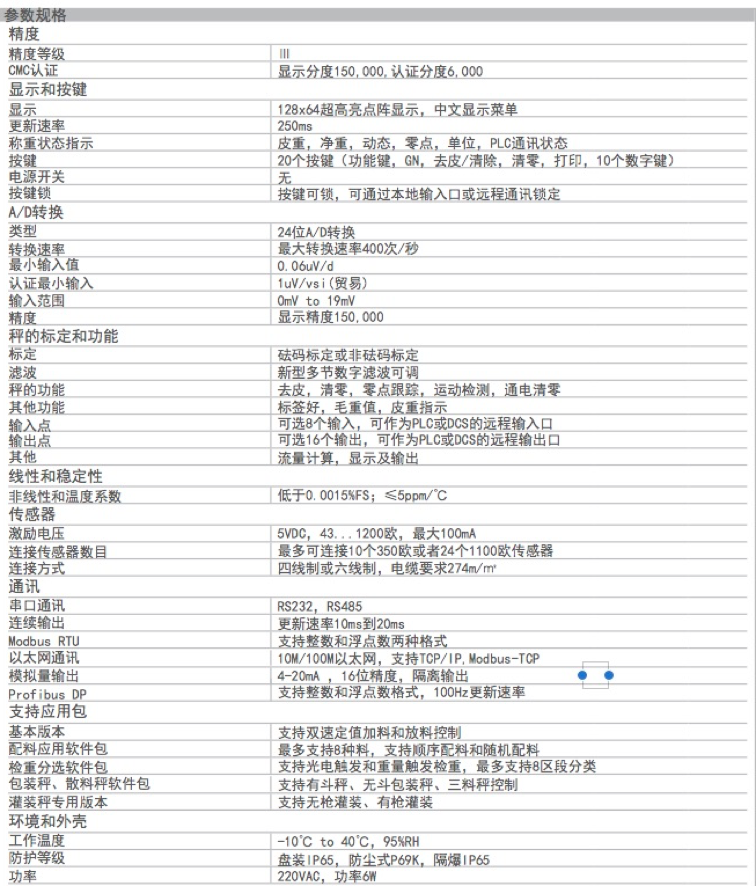 参数规格
精度
精度等级 III
CMC认证 显示分度150,000,认证分度6,000
显示和按键
显示 128x64超高亮点阵显示，中文显示菜单
更新速率 250ms
称重状态指示 皮重，净重，动态，零点，单位，PLC通讯状态
按键 20个按键（功能键，GN，去皮/清除，清零，打印，10个数字键）
电源开关 无
按键锁 按键可锁，可通过本地输入口或远程通讯锁定
A/D转换
类型 24位A/D转换
转换速率 最大转换速率400次/秒
最小输入值 0.06uV/d
认证最小输入 1uV/vsi(贸易)
输入范围 0mV to 19mV
精度 显示精度150,000
秤的标定和功能
标定 砝码标定或非砝码标定
滤波 新型多节数字滤波可调
秤的功能 去皮，清零，零点跟踪，运动检测，通电清零
其他功能 标签好，毛重值，皮重指示
输入点 可选8个输入，可作为PLC或DCS的远程输入口
输出点 可选16个输出，可作为PLC或DCS的远程输出口
其他 流量计算，显示及输出
线性和稳定性
非线性和温度系数 低于0.0015%FS；≤5ppm/℃
传感器
激励电压 5VDC，43...1200欧，最大100mA
连接传感器数目 最多可连接10个350欧或者24个1100欧传感器
连接方式 四线制或六线制，电缆要求274m/㎡
通讯
串口通讯 RS232，RS485
连续输出 更新速率10ms到20ms
Modbus RTU 支持整数和浮点数两种格式
以太网通讯 10M/100M以太网，支持TCP/IP,Modbus-TCP
模拟量输出 4-20mA ，16位精度，隔离输出
Profibus DP 支持整数和浮点数格式，100Hz更新速率
支持应用包
基本版本 支持双速定值加料和放料控制
配料应用软件包 最多支持8种料，支持顺序配料和随机配料
检重分选软件包 支持光电触发和重量触发检重，最多支持8区段分类
包装秤、散料秤软件包 支持有斗秤、无斗包装秤、三料秤控制
灌装秤专用版本 支持无枪灌装、有枪灌装
环境和外壳
工作温度 -10℃ to 40℃，95%RH
防护等级 盘装IP65，防尘式P69K，隔爆IP65
功率 220VAC，功率6W